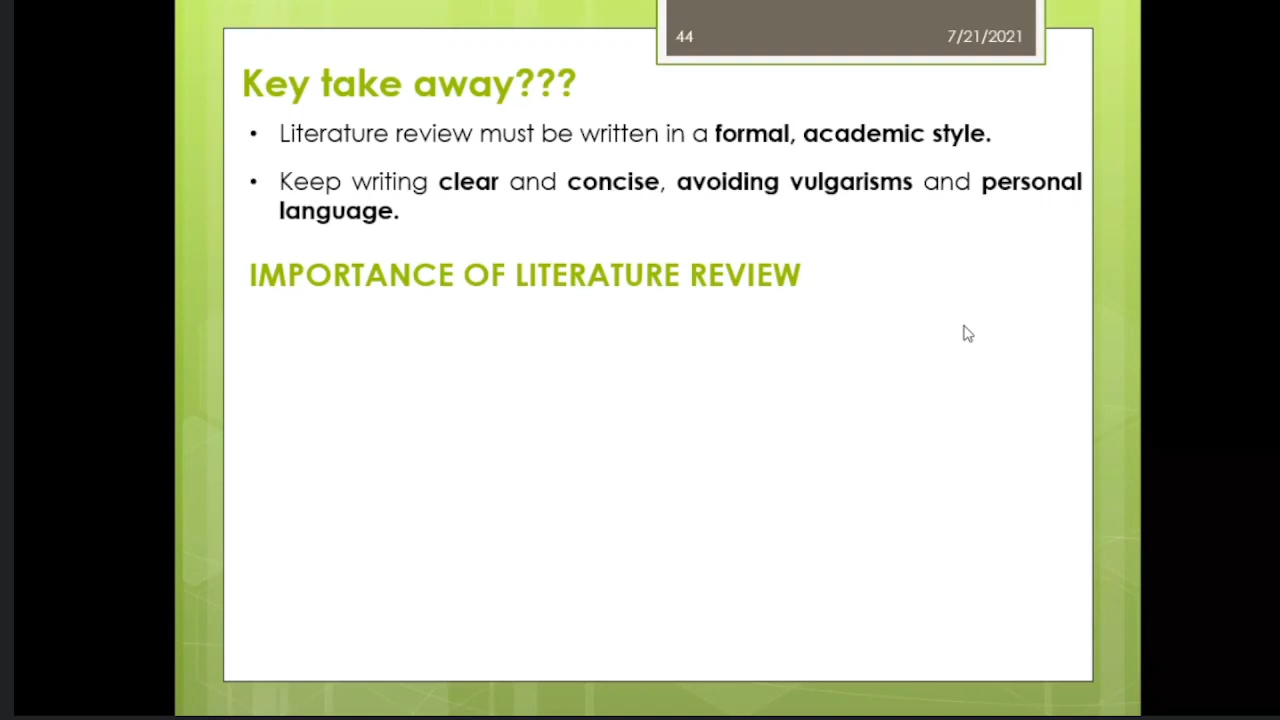 44 7/21/2021
Key take away???
• Literature review must be written in a formal, academic style.
• Keep writing clear and concise, avoiding vulgarisms and personal
language.
IMPORTANCE OF LITERATURE REVIEW